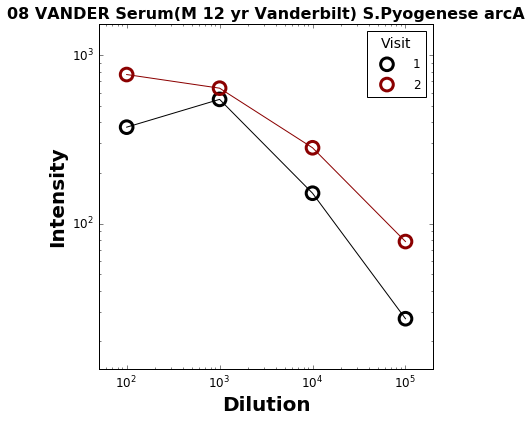 08 VANDER Serum(M 12 yr Vanderbilt) S.Pyogenese arcA
Visit
1
2
Intensity
10³
10²
10² 10³ 10⁴ 10⁵
Dilution